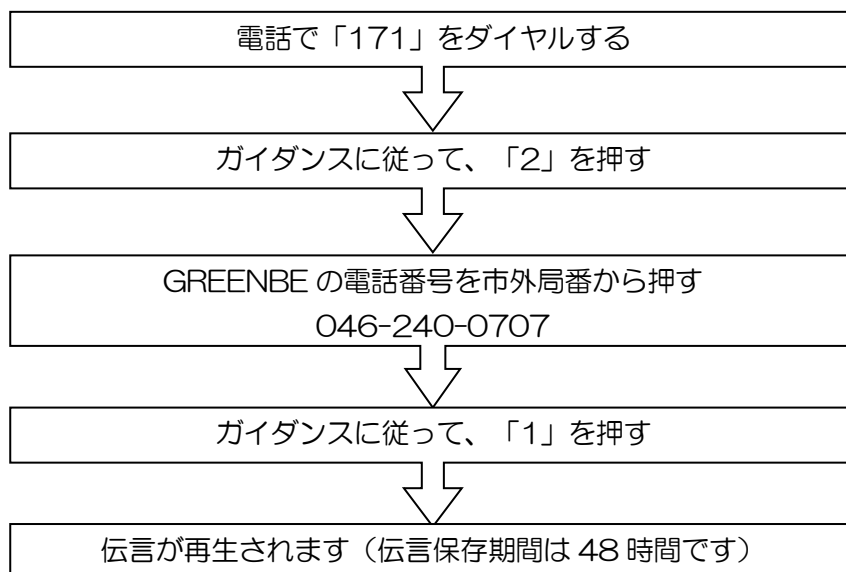 電話で「171」をダイヤルする
ガイダンスに従って、「2」を押す
GREENBE の電話番号を市外局番から押す
046-240-0707
ガイダンスに従って、「1」を押す
伝言が再生されます（伝言保存期間は 48 時間です）